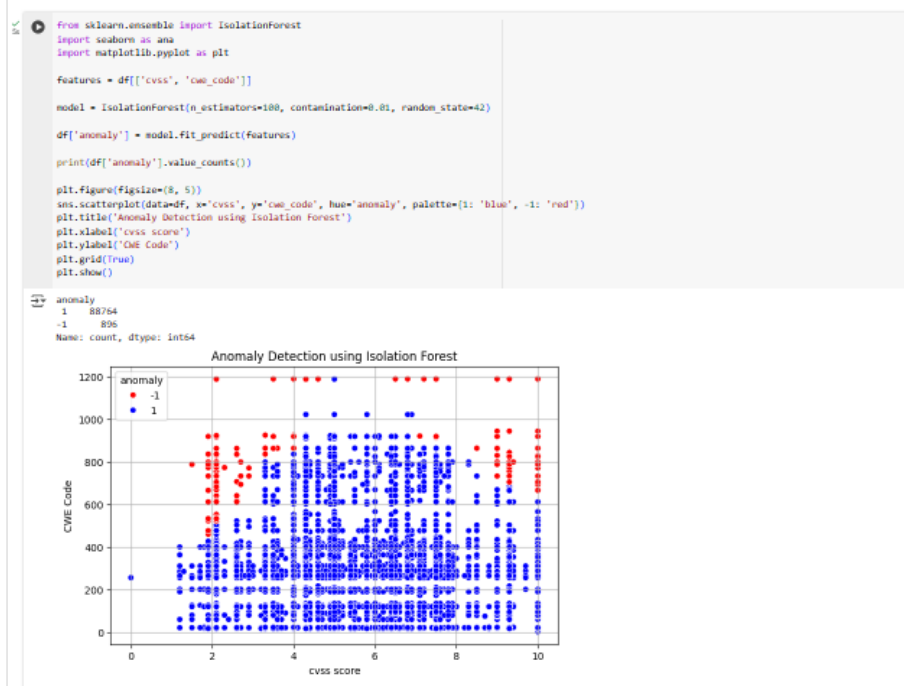 from sklearn.ensemble import IsolationForest
import seaborn as ana
import matplotlib.pyplot as plt
features = df[['cvss', 'cwe_code']]
model = IsolationForest(n_estimators=100, contamination=0.01, random_state=42)
df['anomaly'] = model.fit_predict(features)
print(df['anomaly'].value_counts())
plt.figure(figsize=(8, 5))
sns.scatterplot(data=df, x='cvss', y='cwe_code', hue='anomaly', palette={1: 'blue', -1: 'red'})
plt.title('Anomaly Detection using Isolation Forest')
plt.xlabel('cvss score')
plt.ylabel('CWE Code')
plt.grid(True)
plt.show()
anomaly
1 88764
-1 896
Name: count, dtype: int64
Anomaly Detection using Isolation Forest
anomaly
-1
1
1200
1000
800
600
400
200
0
CWE Code
0 2 4 6 8 10
cvss score